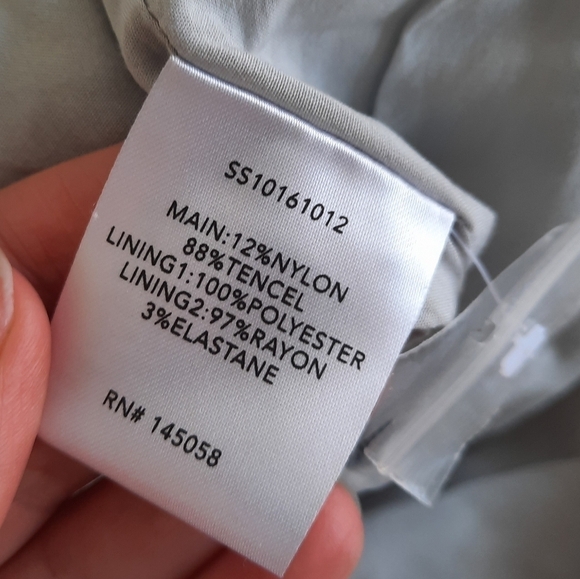 SS10161012
MAIN:12%NYLON
88%TENCEL
LINING1:100%POLYESTER
LINING2:97%RAYON
3%ELASTANE
RN# 145058